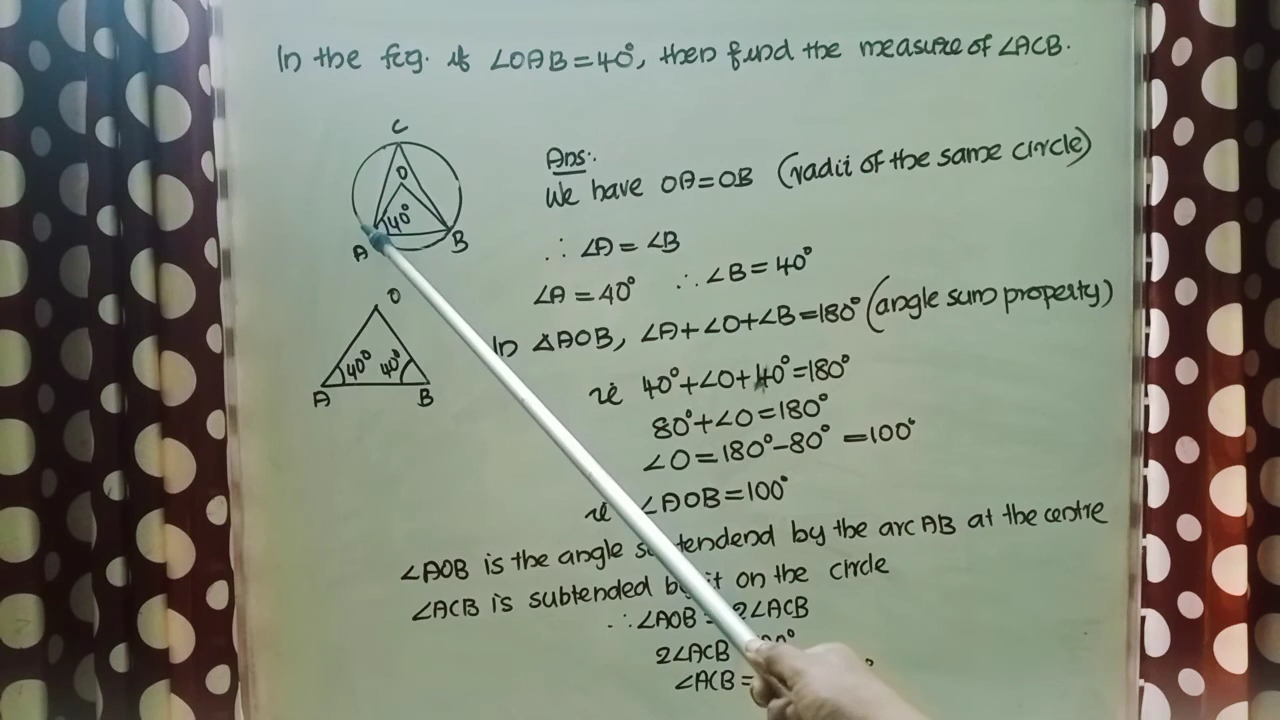 In the fig. if ∠OAB=40°, then find the measure of ∠ACB.
C
O
40°
A
B
Ans:.
We have OA=OB (radii of the same circle)
∴ ∠A=∠B
∠A=40° ∴ ∠B=40°
O
40° 40°
A B
In ΔAOB, ∠A+∠O+∠B=180° (angle sum property)
ie 40°+∠O+40°=180°
80°+∠O=180°
∠O=180°-80° =100°
ie ∠AOB=100°
∠AOB is the angle subtendend by the arc AB at the centre
∠ACB is subtended by it on the circle
∴ ∠AOB = 2∠ACB
2∠ACB
∠ACB=